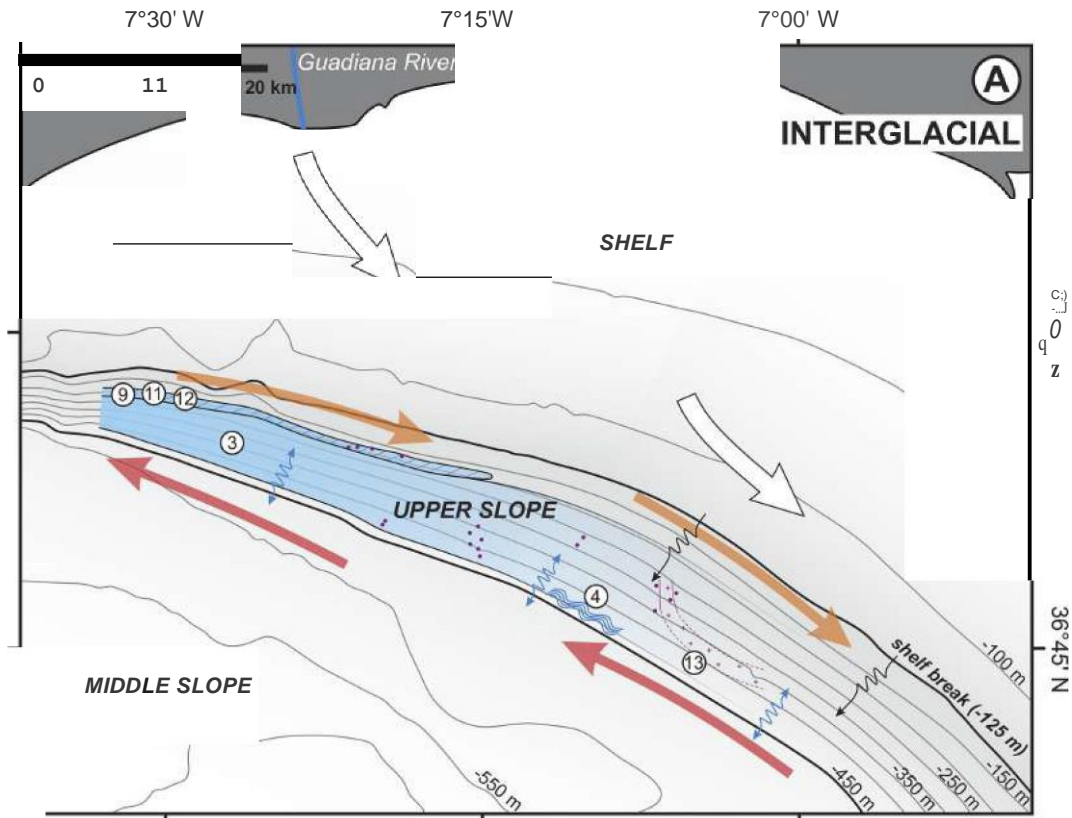 7°30' W
7°15'W
7°00' W
Guadiana River
0
11
20 km
A
INTERGLACIAL
SHELF
0
q
z
9
11
12
3
UPPER SLOPE
4
13
36°45' N
MIDDLE SLOPE
-100 m
shelf break (-125 m)
-150 m
-250 m
-350 m
-450 m
-550 m